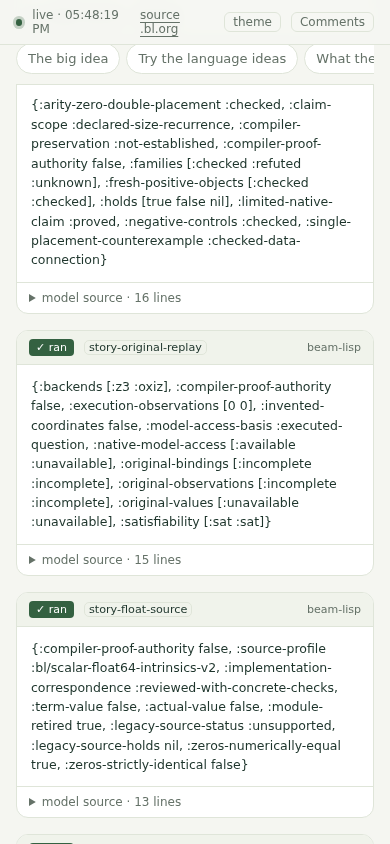 live · 05:48:19 PM
source .bl.org
theme
Comments
The big idea
Try the language ideas
What the
{:arity-zero-double-placement :checked, :claim-
scope :declared-size-recurrence, :compiler-
preservation :not-established, :compiler-proof-
authority false, :families [:checked :refuted
:unknown], :fresh-positive-objects [:checked
:checked], :holds [true false nil], :limited-native-
claim :proved, :negative-controls :checked, :single-
placement-counterexample :checked-data-
connection}
▶ model source · 16 lines
✓ ran story-original-replay beam-lisp
{:backends [:z3 :oxiz], :compiler-proof-authority
false, :execution-observations [0 0], :invented-
coordinates false, :model-access-basis :executed-
question, :native-model-access [:available
:unavailable], :original-bindings [:incomplete
:incomplete], :original-observations [:incomplete
:incomplete], :original-values [:unavailable
:unavailable], :satisfiability [:sat :sat]}
▶ model source · 15 lines
✓ ran story-float-source beam-lisp
{:compiler-proof-authority false, :source-profile
:bl/scalar-float64-intrinsics-v2, :implementation-
correspondence :reviewed-with-concrete-checks,
:term-value false, :actual-value false, :module-
retired true, :legacy-source-status :unsupported,
:legacy-source-holds nil, :zeros-numerically-equal
true, :zeros-strictly-identical false}
▶ model source · 13 lines